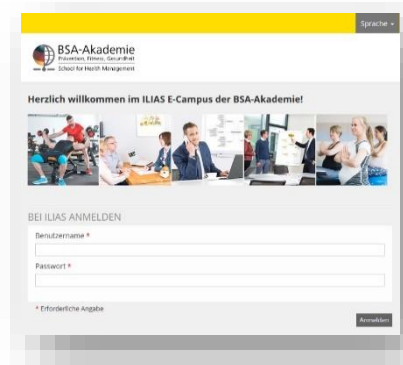 Sprache
BSA-Akademie
Prävention, Fitness, Gesundheit
School for Health Management
Herzlich willkommen im ILIAS E-Campus der BSA-Akademie!
BEI ILIAS ANMELDEN
Benutzername *
Passwort *
* Erforderliche Angabe
Anmelden